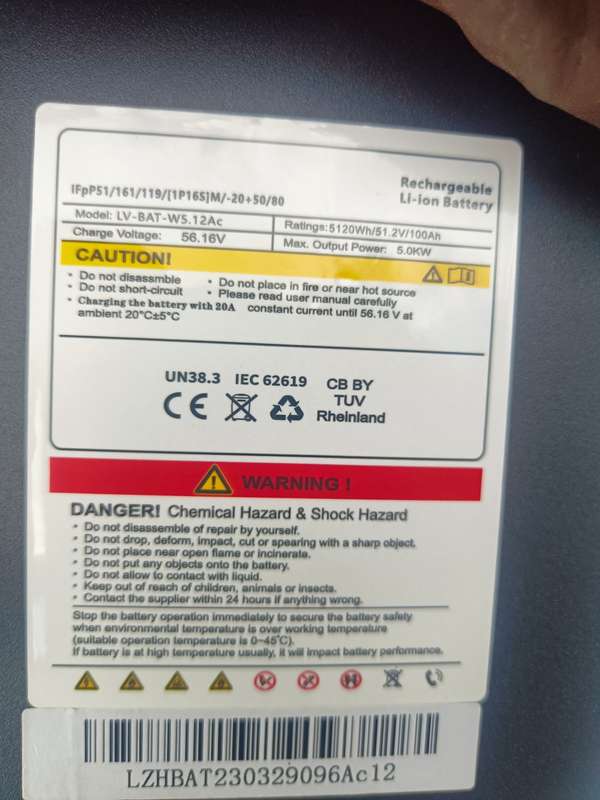 IFpP51/161/119/[1P16S]M/-20+50/80
Rechargeable
Li-ion Battery
Model: LV-BAT-W5.12Ac
Ratings:5120Wh/51.2V/100Ah
Charge Voltage: 56.16V
Max. Output Power: 5.0KW
CAUTION!
• Do not disassmble
• Do not place in fire or near hot source
• Do not short-circuit
• Please read user manual carefully
• Charging the battery with 20A constant current until 56.16 V at
ambient 20°C±5°C
UN38.3 IEC 62619 CB BY
TUV
Rheinland
CE
WARNING !
DANGER! Chemical Hazard & Shock Hazard
• Do not disassemble of repair by yourself.
• Do not drop, deform, impact, cut or spearing with a sharp object.
• Do not place near open flame or incinerate.
• Do not put any objects onto the battery.
• Do not allow to contact with liquid.
• Keep out of reach of children, animals or insects.
• Contact the supplier within 24 hours if anything wrong.
Stop the battery operation immediately to secure the battery safety
when environmental temperature is over working temperature
(suitable operation temperature is 0~45°C).
If battery is at high temperature usually, it will impact battery performance.
LZHBAT230329096Ac12